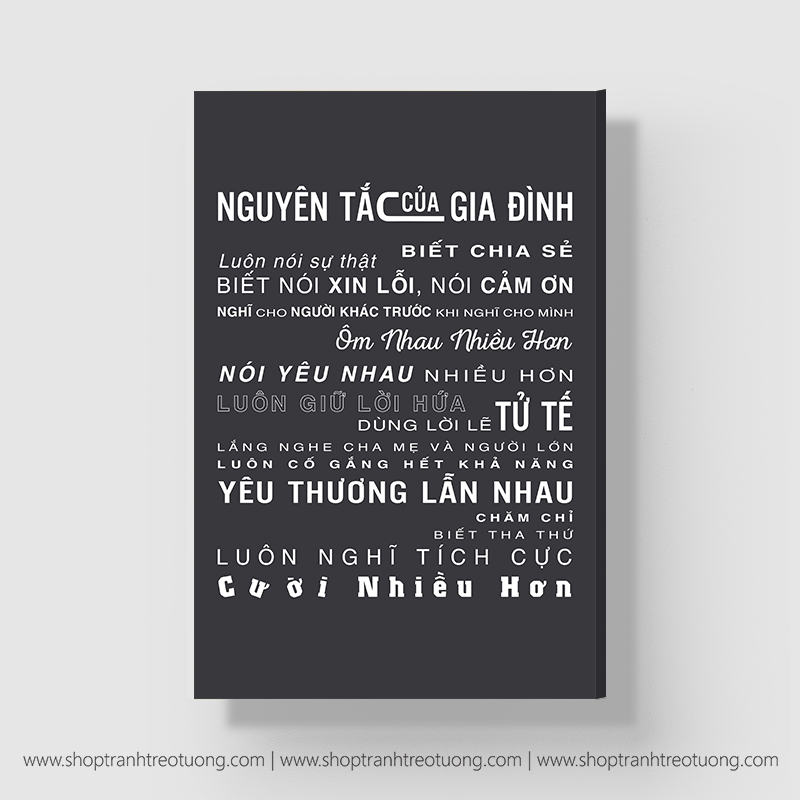 NGUYÊN TẮC CỦA GIA ĐÌNH
BIẾT CHIA SẺ
Luôn nói sự thật
BIẾT NÓI XIN LỖI, NÓI CẢM ƠN
NGHĨ CHO NGƯỜI KHÁC TRƯỚC KHI NGHĨ CHO MÌNH
Ôm Nhau Nhiều Hơn
NÓI YÊU NHAU NHIỀU HƠN
LUÔN GIỮ LỜI HỨA
DÙNG LỜI LẼ TỬ TẾ
LẮNG NGHE CHA MẸ VÀ NGƯỜI LỚN
LUÔN CỐ GẮNG HẾT KHẢ NĂNG
YÊU THƯƠNG LẪN NHAU
CHĂM CHỈ
BIẾT THA THỨ
LUÔN NGHĨ TÍCH CỰC
Cười Nhiều Hơn
www.shoptranhtreotuong.com | www.shoptranhtreotuong.com | www.shoptranhtreotuong.com